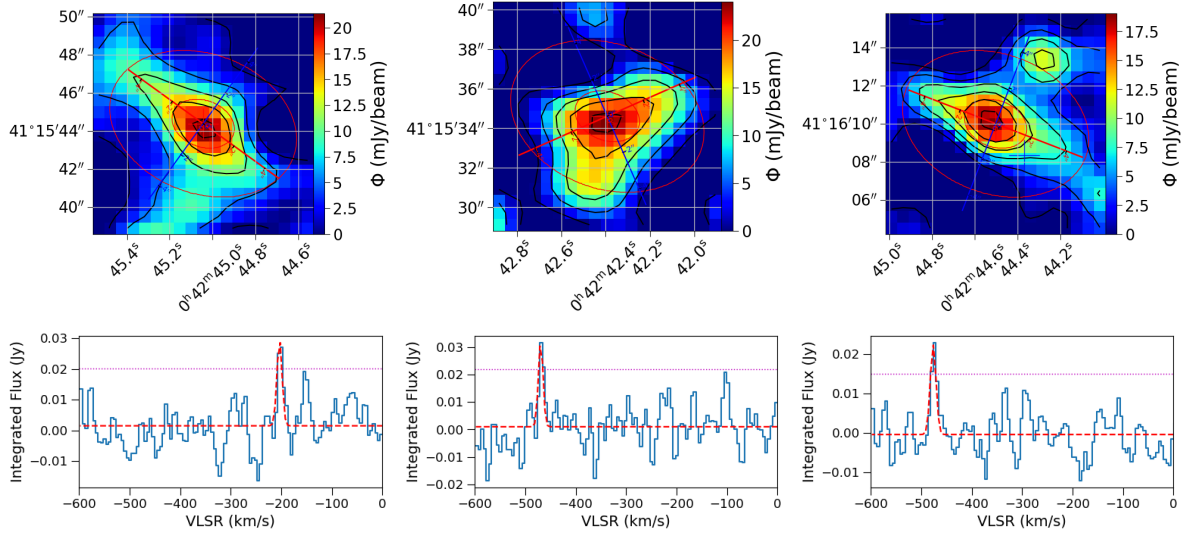 50″
48″
46″
41°15′44″
42″
40″
45.4ˢ
45.2ˢ
0ʰ42ᵐ45.0ˢ
44.8ˢ
44.6ˢ
20.0
17.5
15.0
12.5
10.0
7.5
5.0
2.5
0
Φ (mJy/beam)
40″
38″
36″
41°15′34″
32″
30″
42.8ˢ
42.6ˢ
0ʰ42ᵐ42.4ˢ
42.2ˢ
42.0ˢ
20
15
10
5
0
Φ (mJy/beam)
14″
12″
41°16′10″
08″
06″
45.0ˢ
44.8ˢ
0ʰ42ᵐ44.6ˢ
44.4ˢ
44.2ˢ
17.5
15.0
12.5
10.0
7.5
5.0
2.5
0
Φ (mJy/beam)
Integrated Flux (Jy)
0.03
0.02
0.01
0.00
−0.01
−600 −500 −400 −300 −200 −100 0
VLSR (km/s)
Integrated Flux (Jy)
0.03
0.02
0.01
0.00
−0.01
−0.02
−600 −500 −400 −300 −200 −100 0
VLSR (km/s)
Integrated Flux (Jy)
0.02
0.01
0.00
−0.01
−600 −500 −400 −300 −200 −100 0
VLSR (km/s)